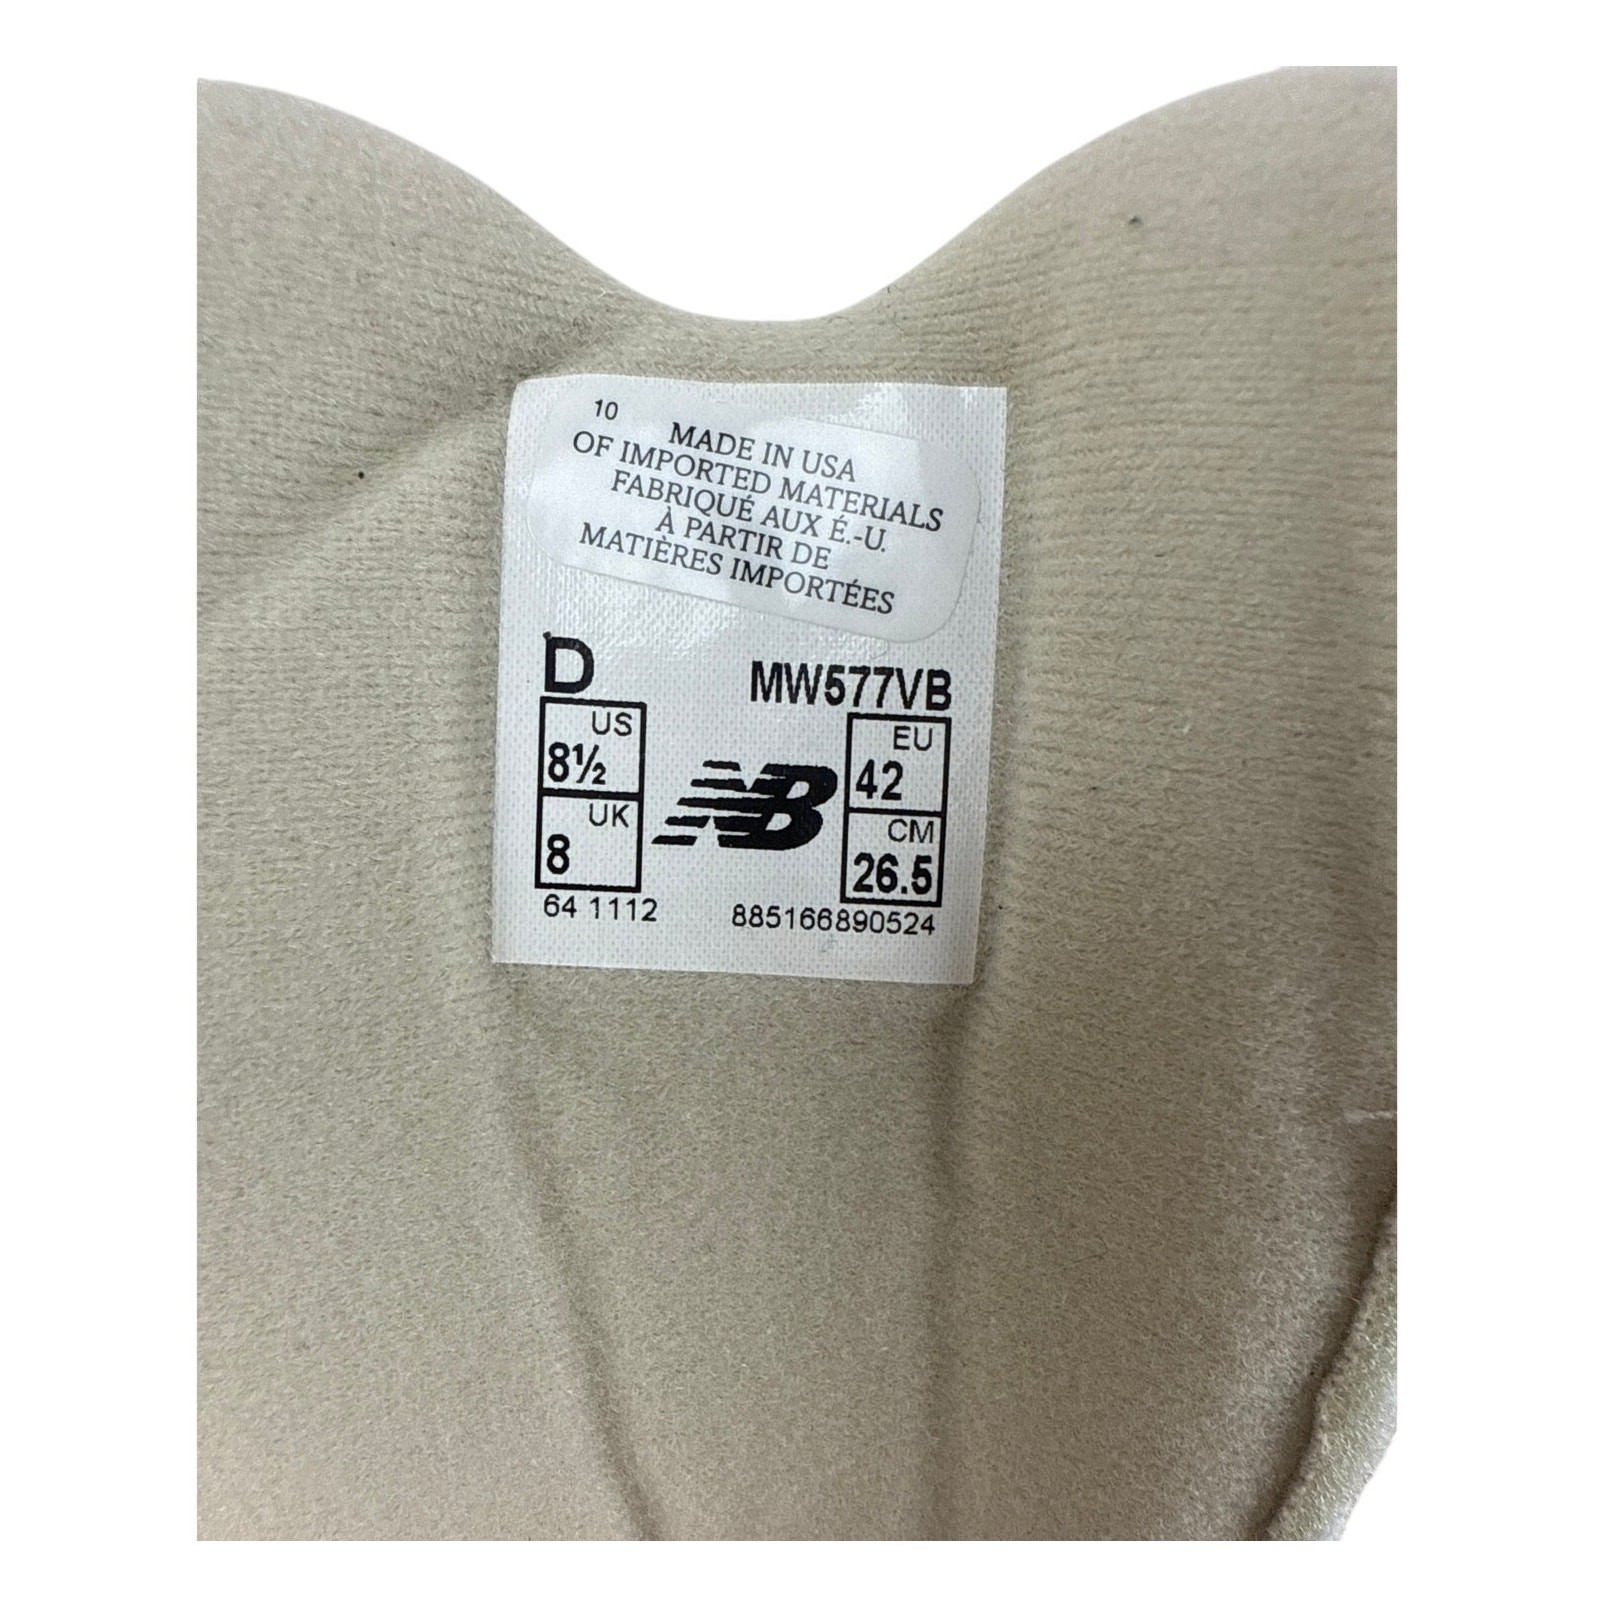 10
MADE IN USA
OF IMPORTED MATERIALS
FABRIQUÉ AUX É.-U.
À PARTIR DE
MATIÈRES IMPORTÉES
D MW577VB
US
8½
UK
8
NB
EU
42
CM
26.5
64 1112 885166890524